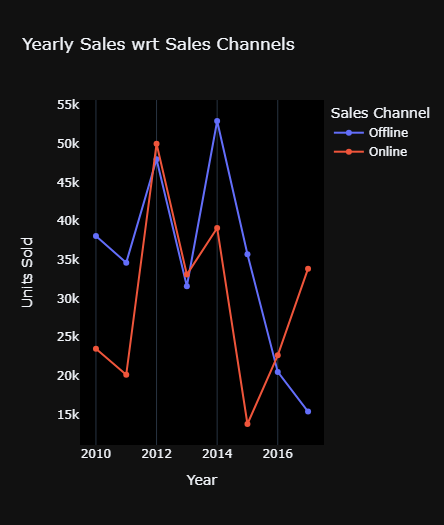 Yearly Sales wrt Sales Channels
Sales Channel
Offline
Online
Units Sold
55k
50k
45k
40k
35k
30k
25k
20k
15k
2010 2012 2014 2016
Year